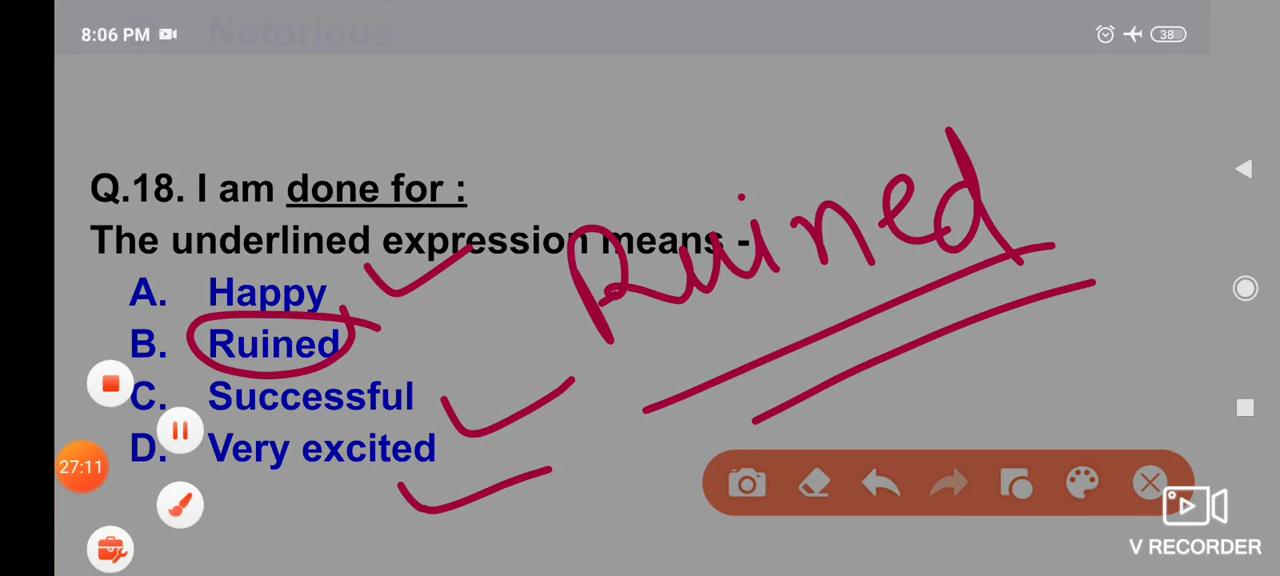 8:06 PM
38
D. Notorious
Q.18. I am done for :
The underlined expression means -
A. Happy
B. Ruined
C. Successful
D. Very excited
Ruined
27:11
V RECORDER